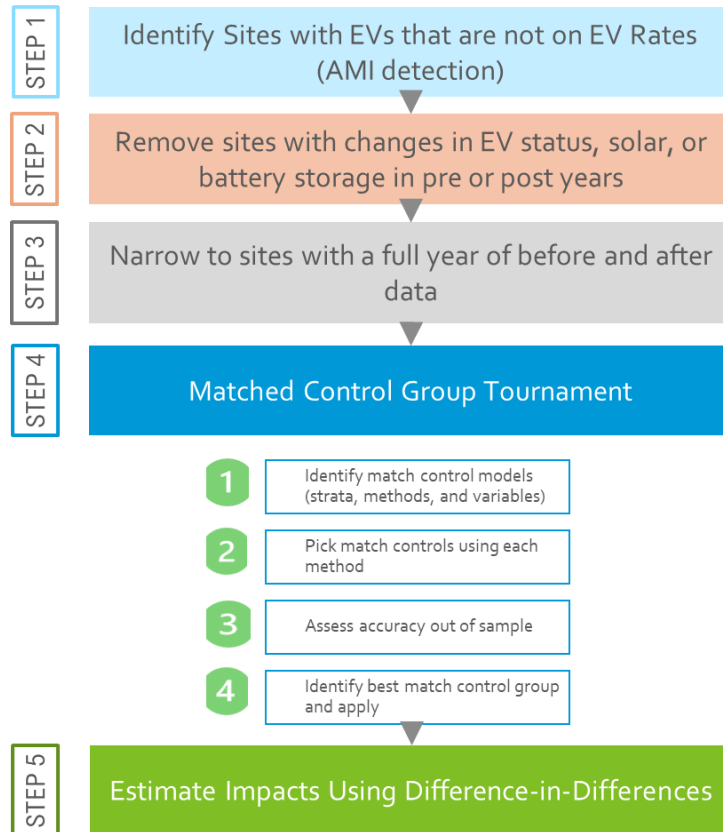 STEP 1
Identify Sites with EVs that are not on EV Rates
(AMI detection)
STEP 2
Remove sites with changes in EV status, solar, or
battery storage in pre or post years
STEP 3
Narrow to sites with a full year of before and after
data
STEP 4
Matched Control Group Tournament
1
Identify match control models
(strata, methods, and variables)
2
Pick match controls using each
method
3
Assess accuracy out of sample
4
Identify best match control group
and apply
STEP 5
Estimate Impacts Using Difference-in-Differences